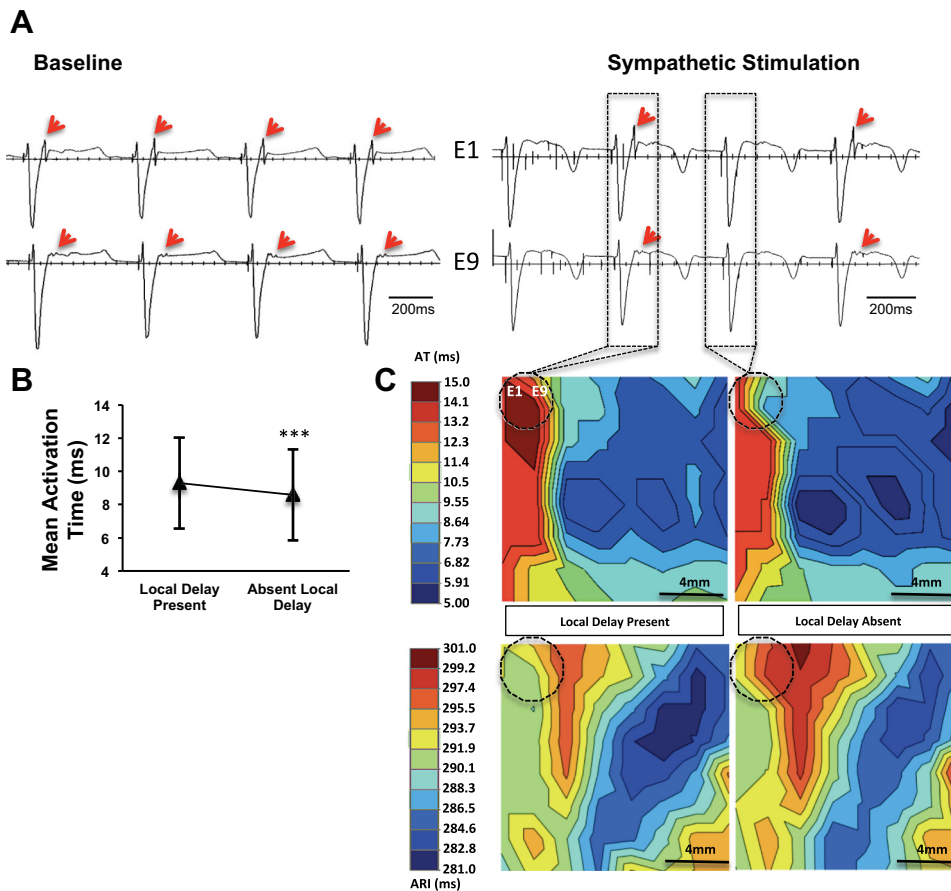 A
Baseline
Sympathetic Stimulation
E1
E9
200ms
200ms
B
Mean Activation
Time (ms)
14
12
10
8
6
4
***
Local Delay
Present
Absent Local
Delay
C
AT (ms)
15.0
14.1
13.2
12.3
11.4
10.5
9.55
8.64
7.73
6.82
5.91
5.00
E1 E9
4mm
4mm
Local Delay Present
Local Delay Absent
301.0
299.2
297.4
295.5
293.7
291.9
290.1
288.3
286.5
284.6
282.8
281.0
ARI (ms)
4mm
4mm